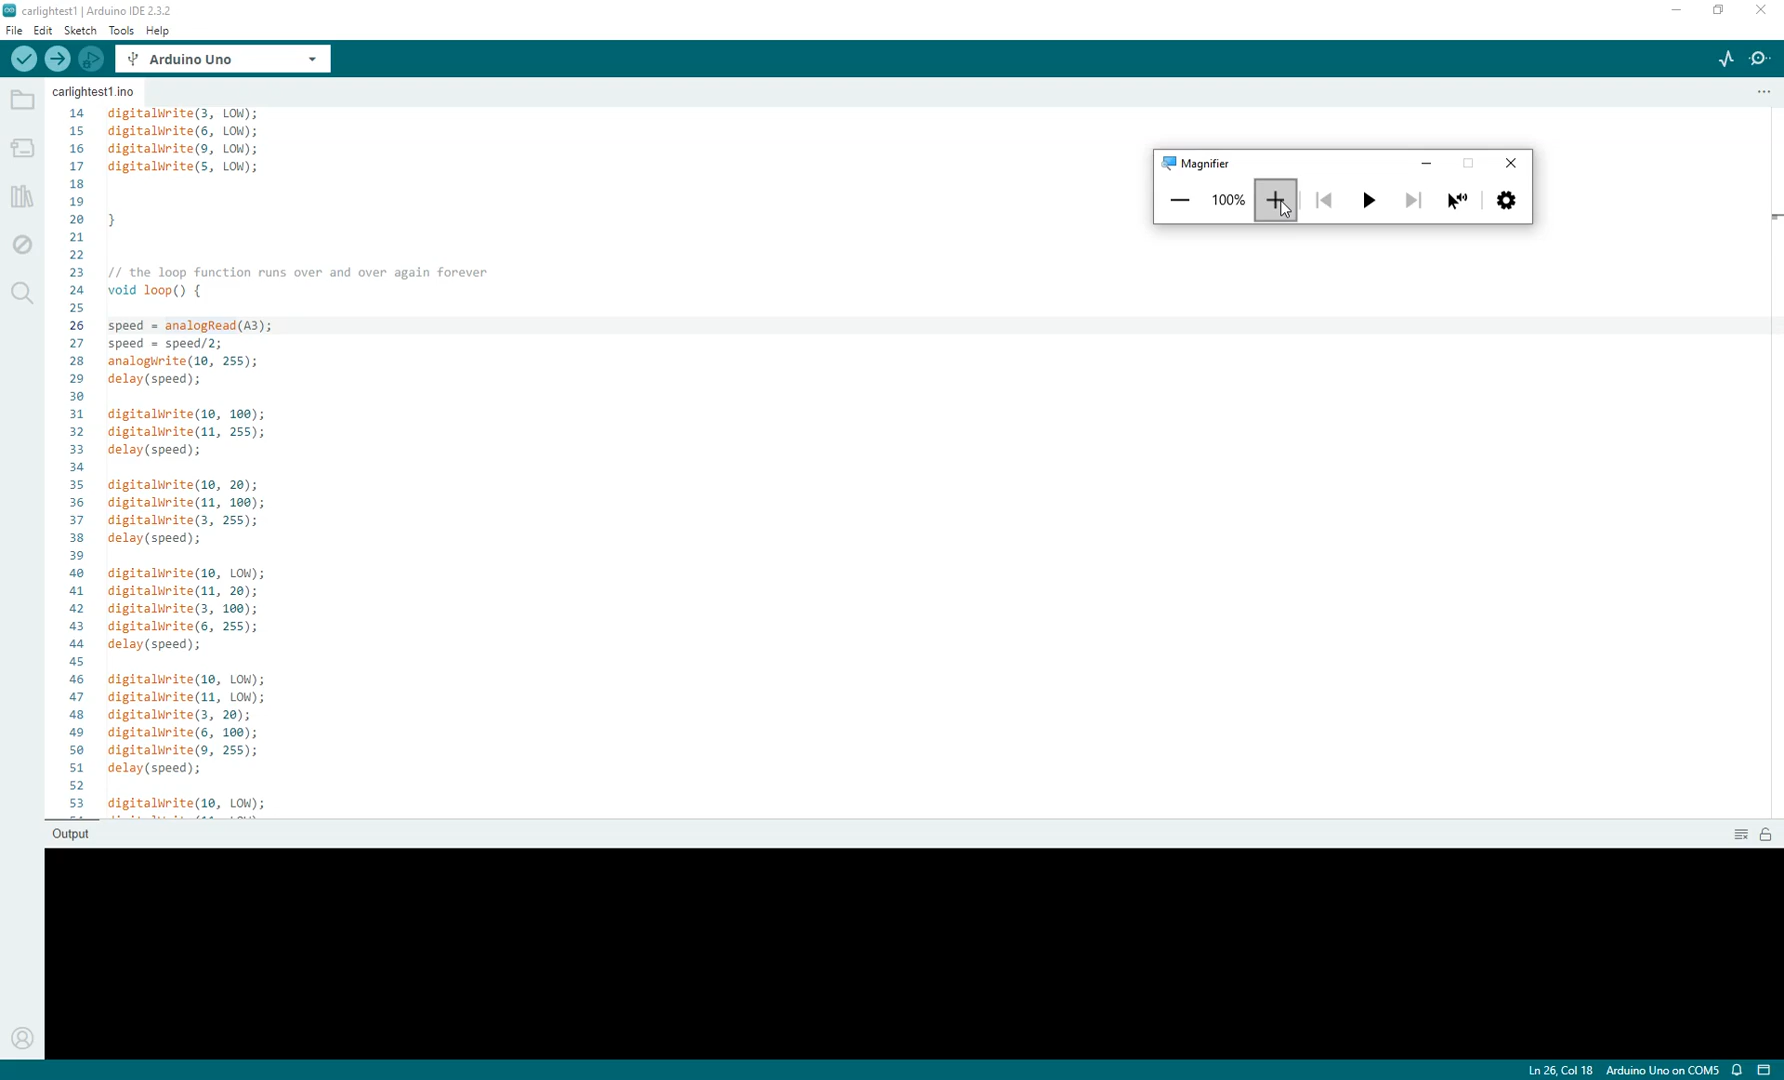 carlightest1 | Arduino IDE 2.3.2
File Edit Sketch Tools Help
Arduino Uno
carlightest1.ino
14 digitalWrite(3, LOW);
15 digitalWrite(6, LOW);
16 digitalWrite(9, LOW);
17 digitalWrite(5, LOW);
18
19
20 }
21
22
23 // the loop function runs over and over again forever
24 void loop() {
25
26 speed = analogRead(A3);
27 speed = speed/2;
28 analogWrite(10, 255);
29 delay(speed);
30
31 digitalWrite(10, 100);
32 digitalWrite(11, 255);
33 delay(speed);
34
35 digitalWrite(10, 20);
36 digitalWrite(11, 100);
37 digitalWrite(3, 255);
38 delay(speed);
39
40 digitalWrite(10, LOW);
41 digitalWrite(11, 20);
42 digitalWrite(3, 100);
43 digitalWrite(6, 255);
44 delay(speed);
45
46 digitalWrite(10, LOW);
47 digitalWrite(11, LOW);
48 digitalWrite(3, 20);
49 digitalWrite(6, 100);
50 digitalWrite(9, 255);
51 delay(speed);
52
53 digitalWrite(10, LOW);
Magnifier
100%
Output
Ln 26, Col 18 Arduino Uno on COM5